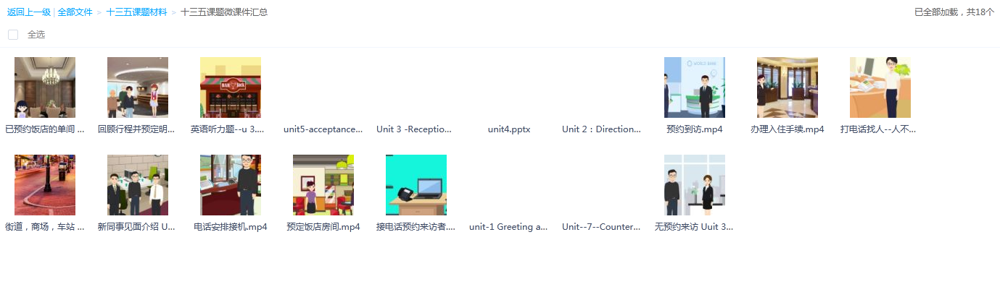 返回上一级 | 全部文件 > 十三五课题材料 > 十三五课题微课件汇总
已全部加载，共18个
全选
WORLD BANK
已预约饭店的单间 ...
回顾行程并预定明...
英语听力题--u 3....
unit5-acceptance...
Unit 3 -Receptio...
unit4.pptx
Unit 2 : Direction...
预约到访.mp4
办理入住手续.mp4
打电话找人--人不...
街道，商场，车站 ...
新同事见面介绍 U...
电话安排接机.mp4
预定饭店房间.mp4
接电话预约来访者....
unit-1 Greeting a...
Unit--7--Counter...
无预约来访 Uuit 3...